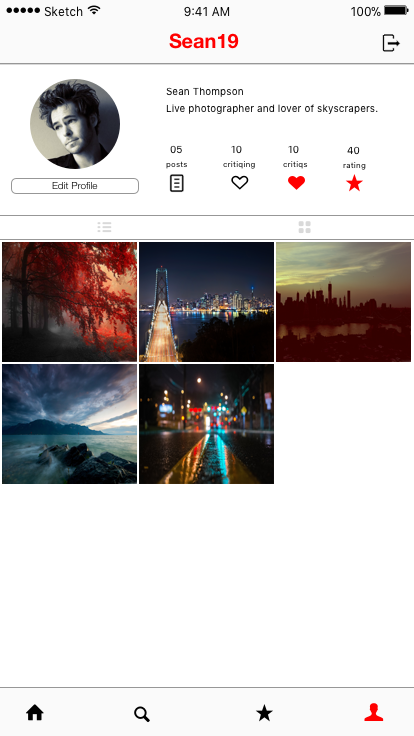 Sketch 9:41 AM 100%
Sean19
Sean Thompson
Live photographer and lover of skyscrapers.
05 10 10 40
posts critiqing critiqs rating
Edit Profile